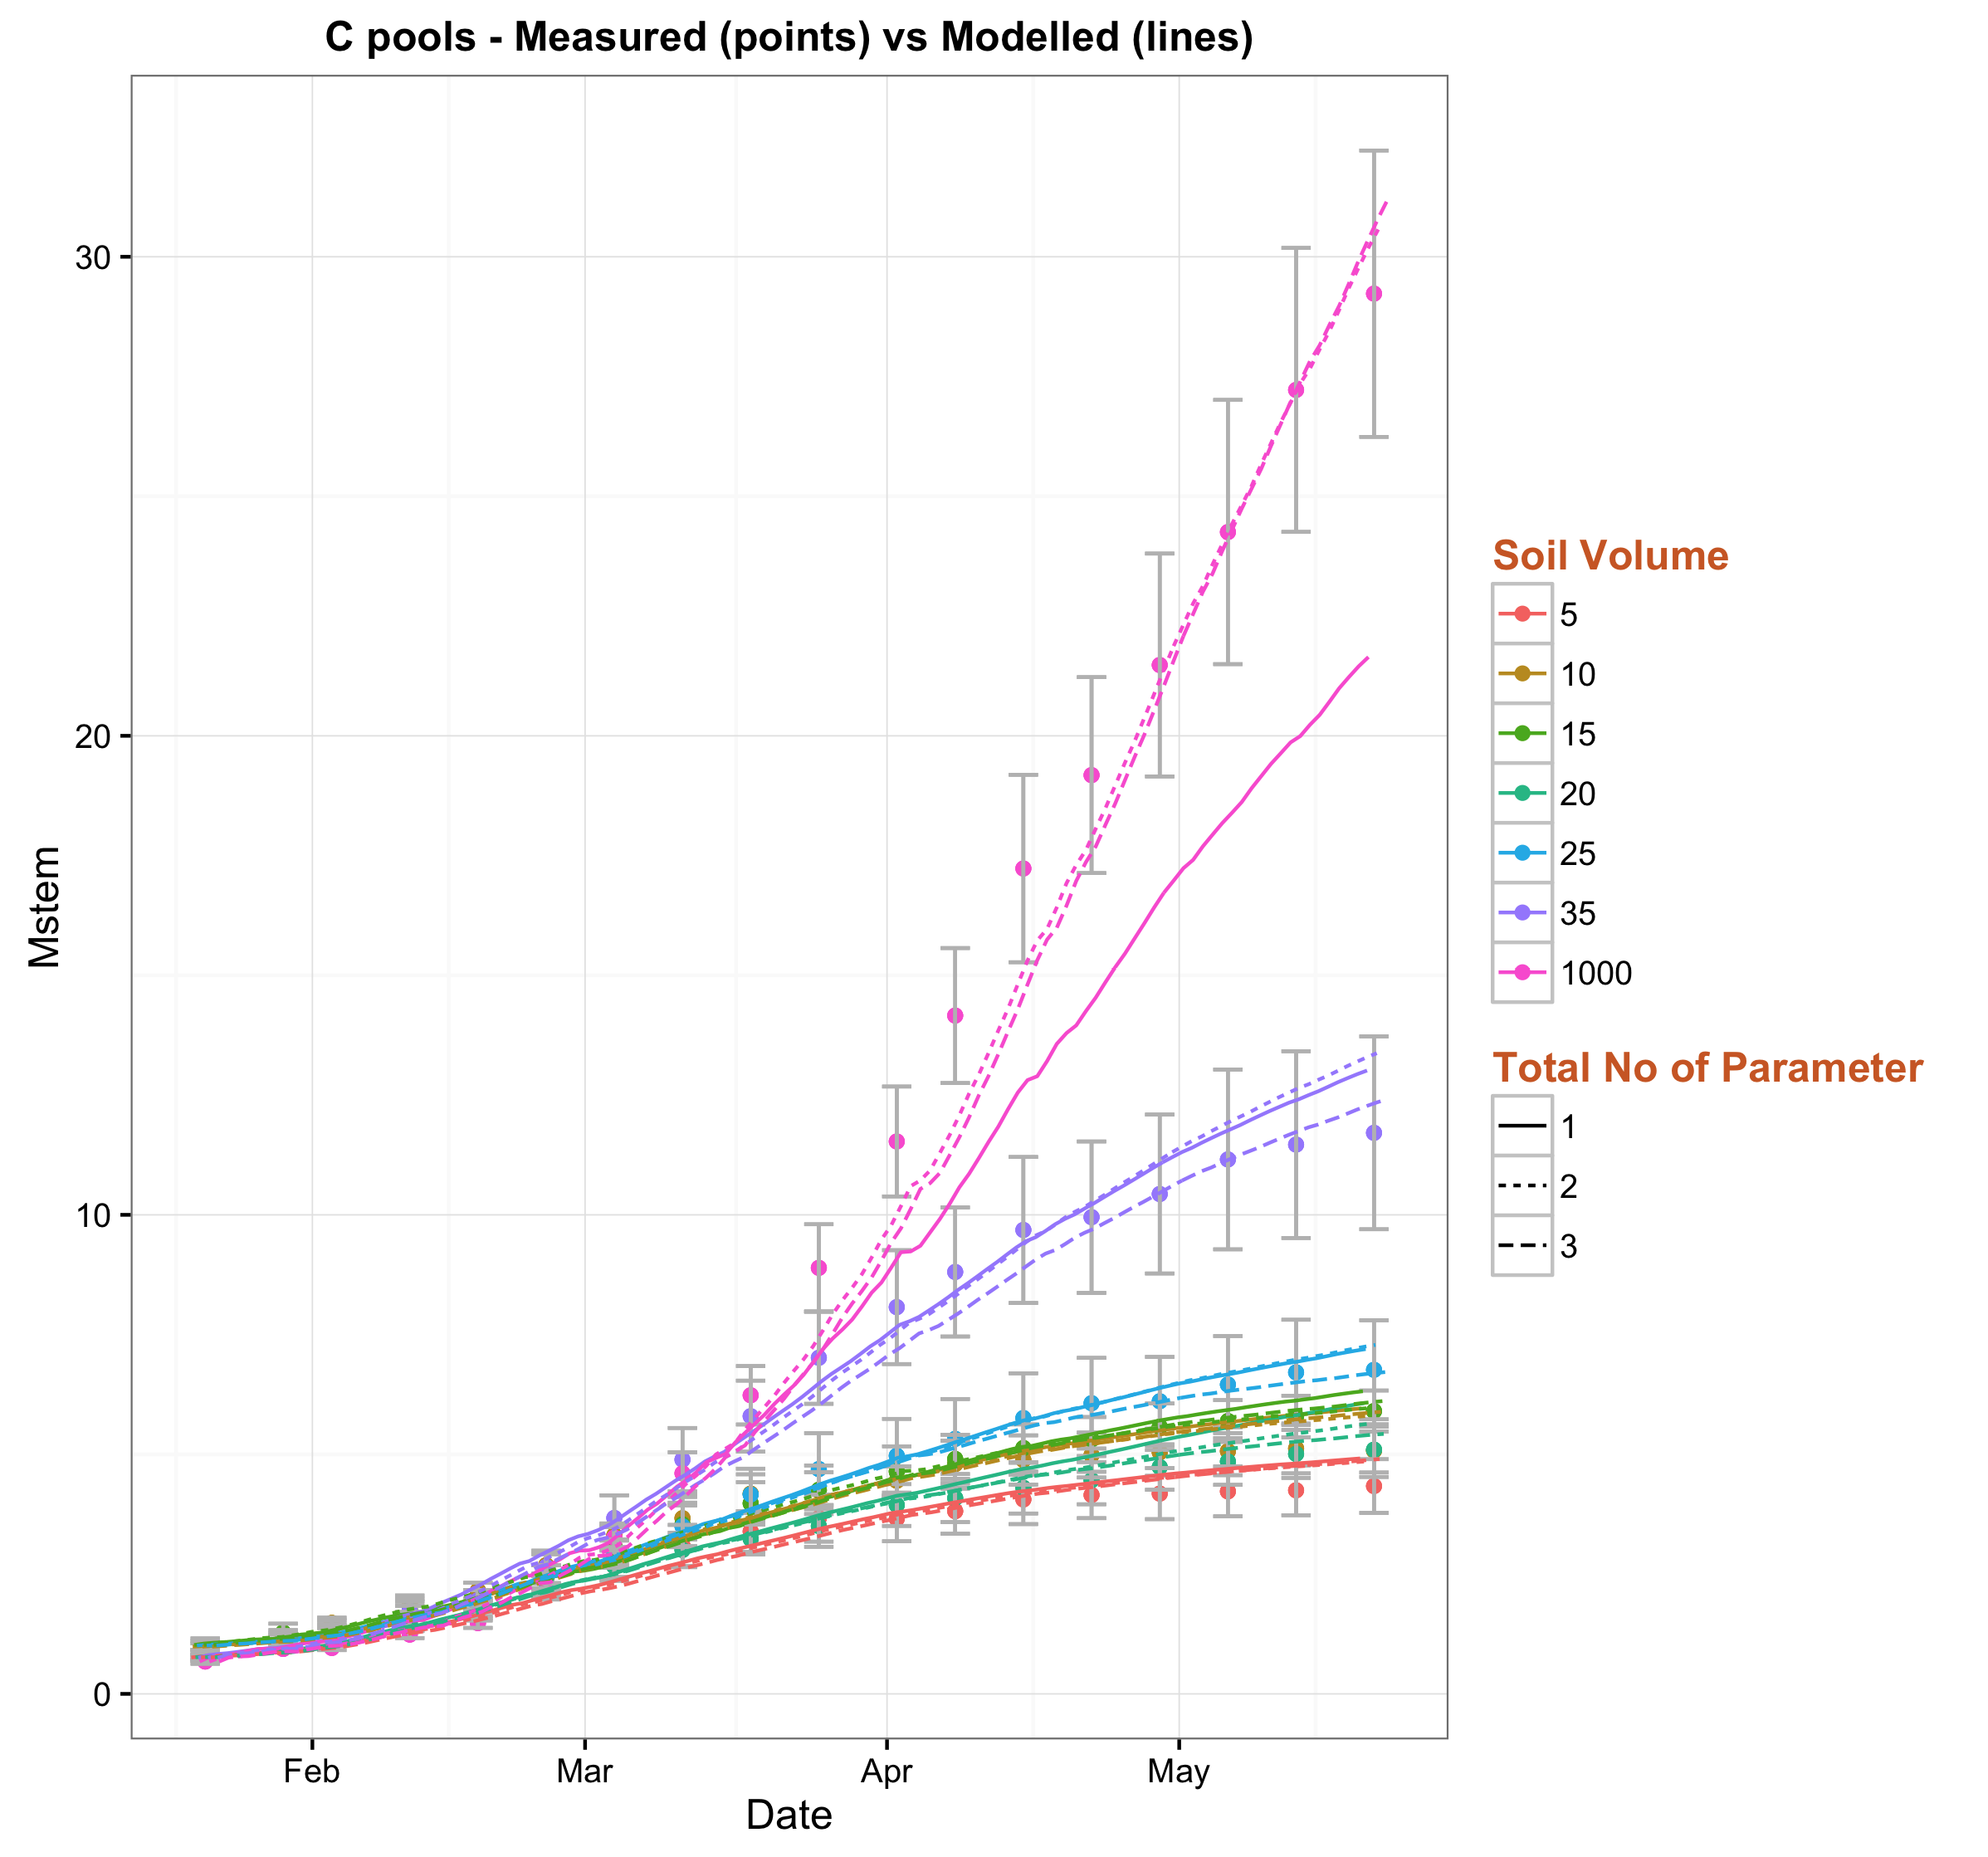 C pools - Measured (points) vs Modelled (lines)
30
20
10
0
Mstem
Feb Mar Apr May
Date
Soil Volume
5
10
15
20
25
35
1000
Total No of Parameter
1
2
3